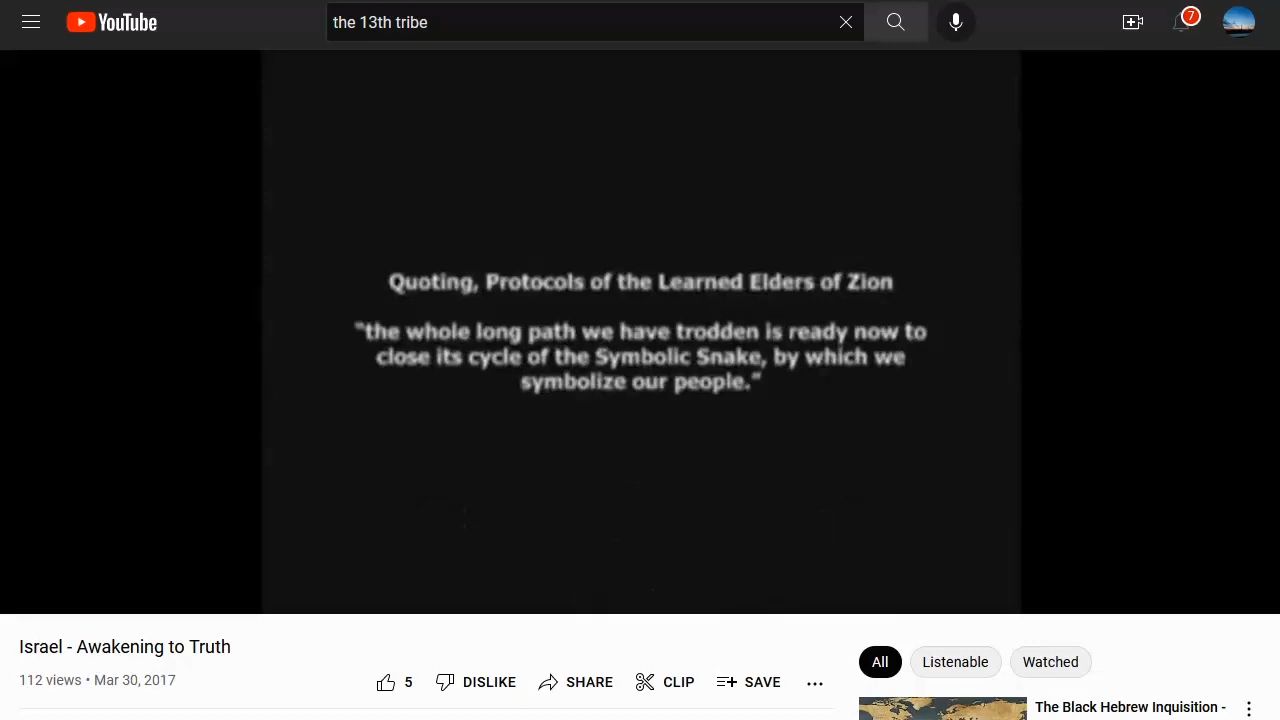 YouTube
the 13th tribe
7
Quoting, Protocols of the Learned Elders of Zion
"the whole long path we have trodden is ready now to
close its cycle of the Symbolic Snake, by which we
symbolize our people."
Israel - Awakening to Truth
112 views • Mar 30, 2017
5 DISLIKE SHARE CLIP SAVE
All Listenable Watched
The Black Hebrew Inquisition -